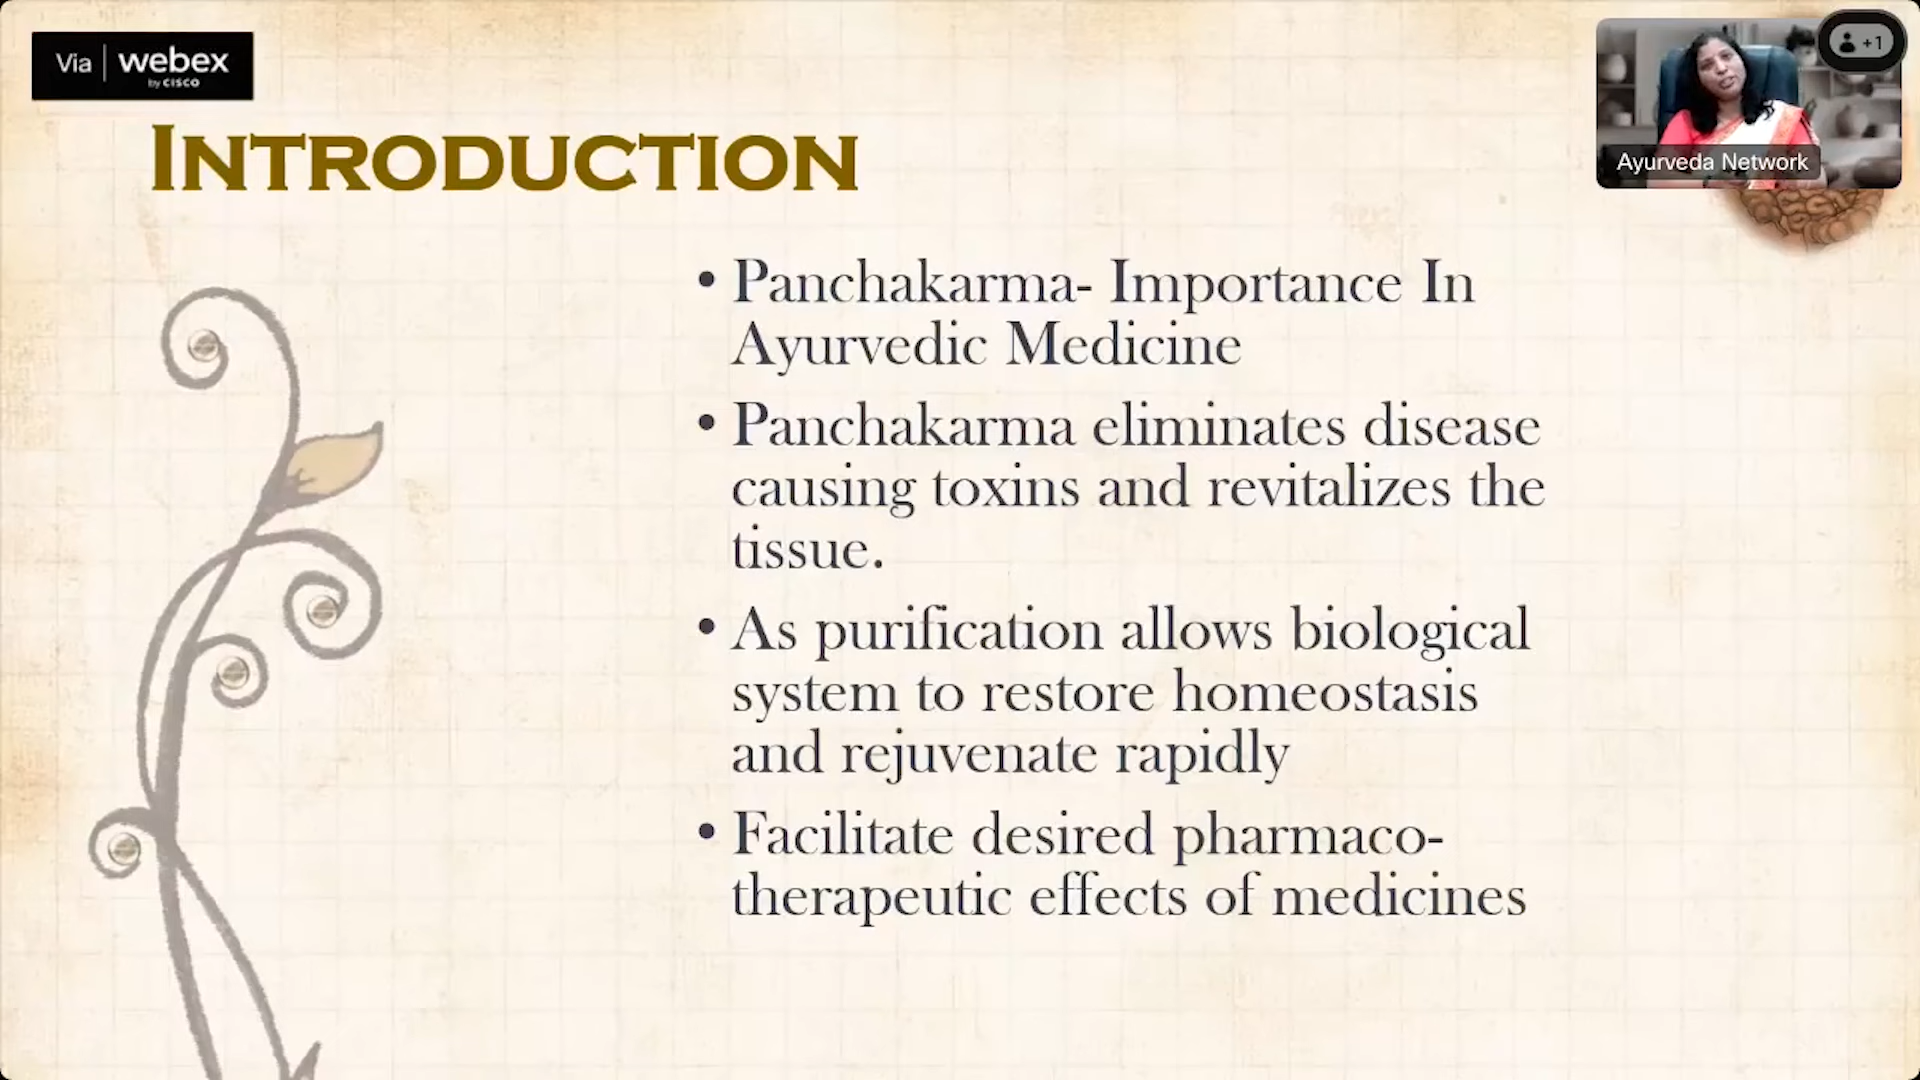 Via webex
by CISCO
+1
Ayurveda Network
INTRODUCTION
• Panchakarma- Importance In
Ayurvedic Medicine
• Panchakarma eliminates disease
causing toxins and revitalizes the
tissue.
• As purification allows biological
system to restore homeostasis
and rejuvenate rapidly
• Facilitate desired pharmaco-
therapeutic effects of medicines